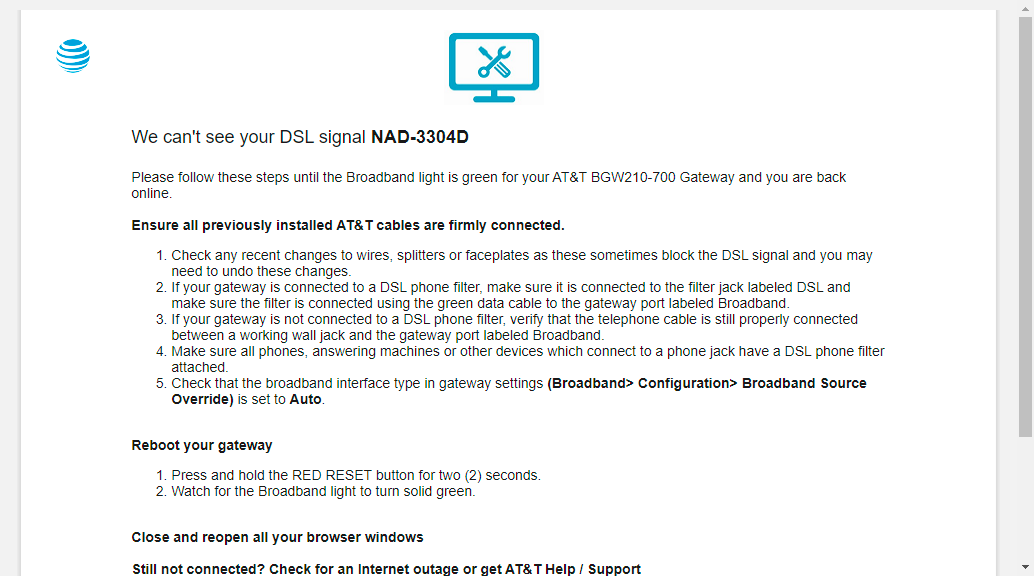 We can't see your DSL signal NAD-3304D
Please follow these steps until the Broadband light is green for your AT&T BGW210-700 Gateway and you are back
online.
Ensure all previously installed AT&T cables are firmly connected.
1. Check any recent changes to wires, splitters or faceplates as these sometimes block the DSL signal and you may
need to undo these changes.
2. If your gateway is connected to a DSL phone filter, make sure it is connected to the filter jack labeled DSL and
make sure the filter is connected using the green data cable to the gateway port labeled Broadband.
3. If your gateway is not connected to a DSL phone filter, verify that the telephone cable is still properly connected
between a working wall jack and the gateway port labeled Broadband.
4. Make sure all phones, answering machines or other devices which connect to a phone jack have a DSL phone filter
attached.
5. Check that the broadband interface type in gateway settings (Broadband> Configuration> Broadband Source
Override) is set to Auto.
Reboot your gateway
1. Press and hold the RED RESET button for two (2) seconds.
2. Watch for the Broadband light to turn solid green.
Close and reopen all your browser windows
Still not connected? Check for an Internet outage or get AT&T Help / Support